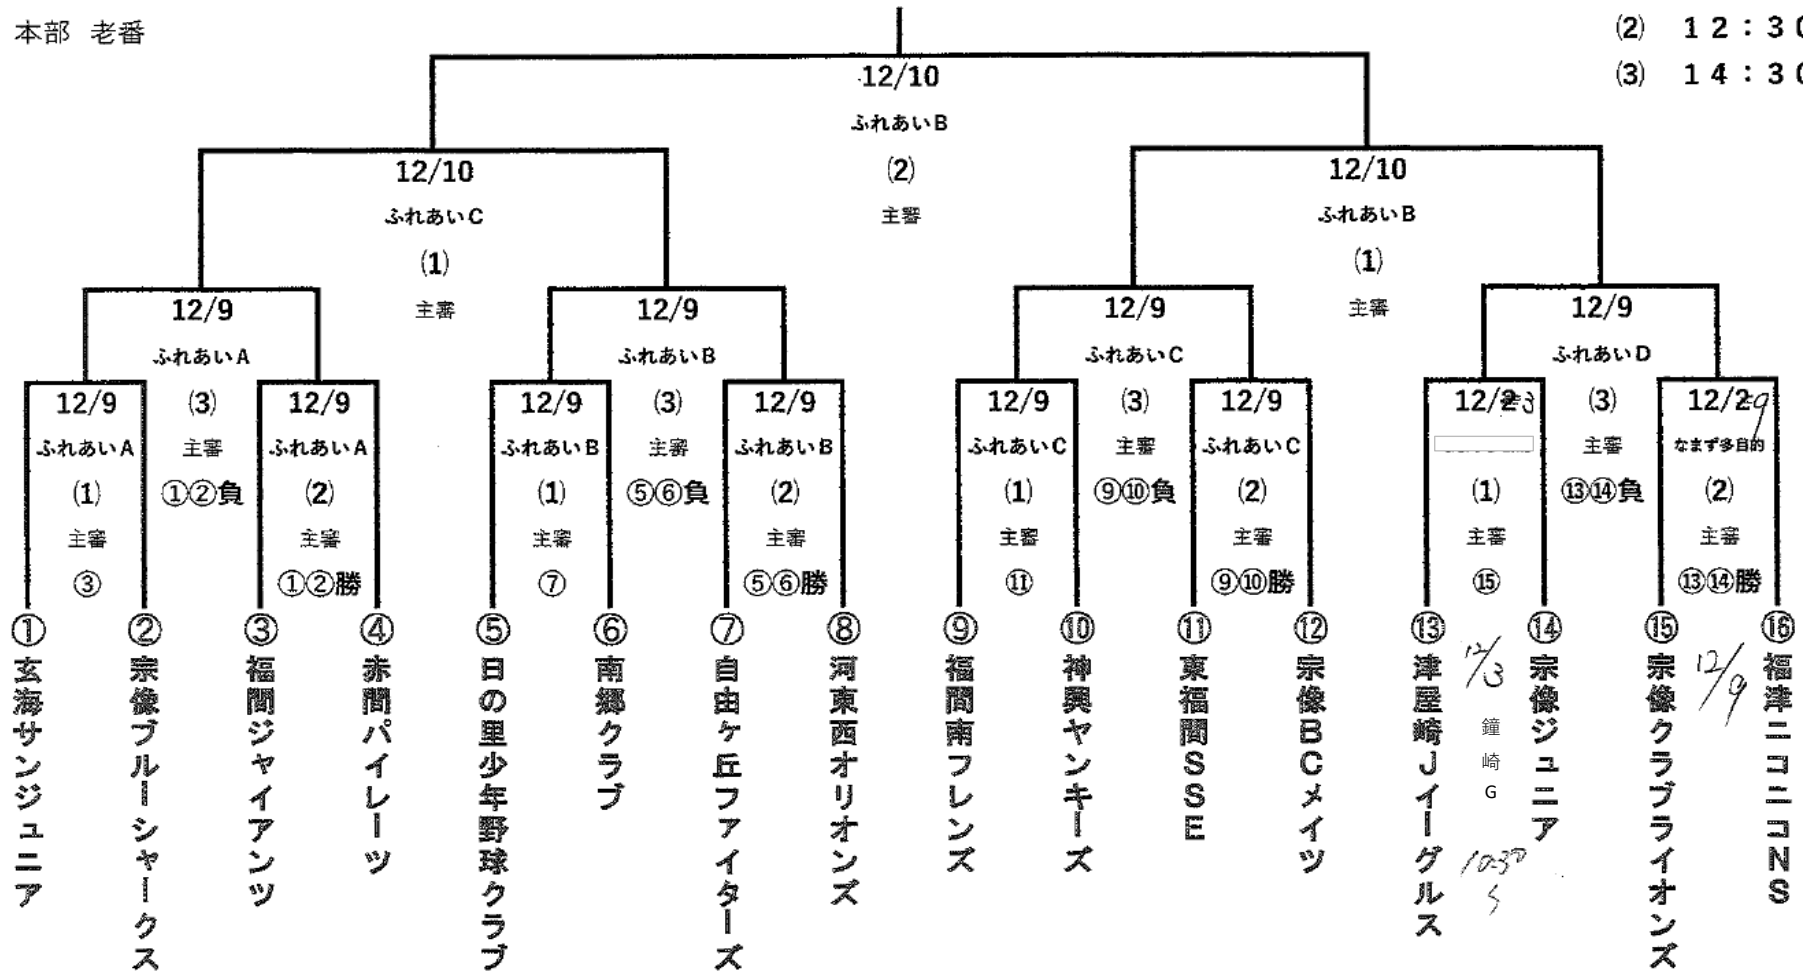 本部 老番
(2) 12:30
(3) 14:30
12/10
ふれあいB
(2)
主審
12/10
ふれあいC
(1)
主審
12/10
ふれあいB
(1)
主審
12/9
ふれあいA
(3)
主審
①②負
12/9
ふれあいB
(3)
主審
⑤⑥負
12/9
ふれあいC
(3)
主審
⑨⑩負
12/9
ふれあいD
(3)
主審
⑬⑭負
12/9
ふれあいA
(1)
主審
③
12/9
ふれあいA
(2)
主審
①②勝
12/9
ふれあいB
(1)
主審
⑦
12/9
ふれあいB
(2)
主審
⑤⑥勝
12/9
ふれあいC
(1)
主審
⑪
12/9
ふれあいC
(2)
主審
⑨⑩勝
12/3
(1)
主審
⑮
12/9
なまず多目的
(2)
主審
⑬⑭勝
①玄海サンジュニア
②宗像ブルーシャークス
③福間ジャイアンツ
④赤間パイレーツ
⑤日の里少年野球クラブ
⑥南郷クラブ
⑦自由ヶ丘ファイターズ
⑧河東西オリオンズ
⑨福間南フレンズ
⑩神興ヤンキーズ
⑪東福間SSE
⑫宗像BCメイツ
⑬津屋崎Jイーグルス
12/3
鐘崎G
10:30
⑭宗像ジュニア
⑮宗像クラブライオンズ
12/9
⑯福津ニコニコNS